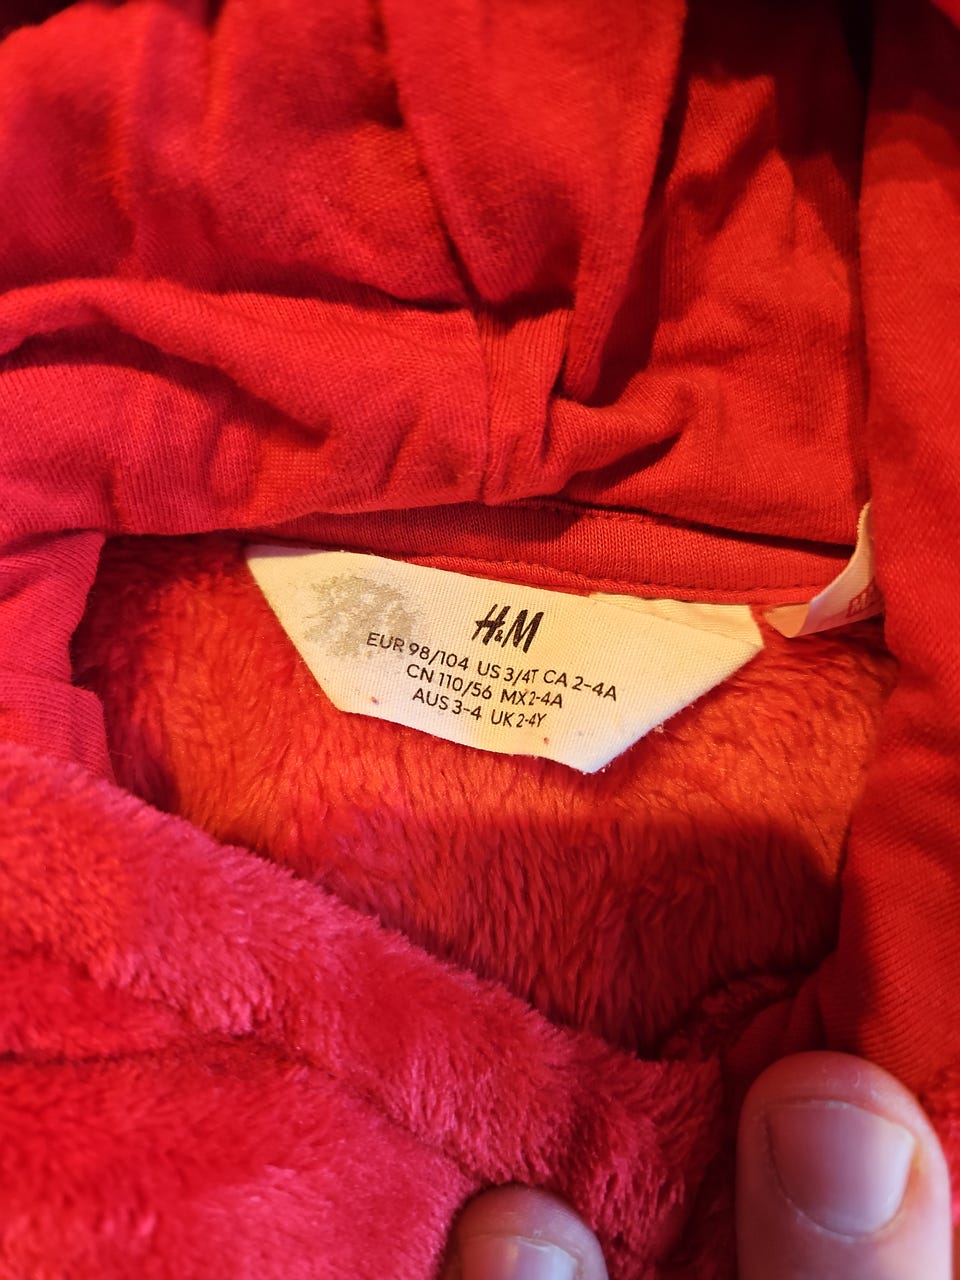 H&M
EUR 98/104 US 3/4T CA 2-4A
CN 110/56 MX 2-4A
AUS 3-4 UK 2-4Y